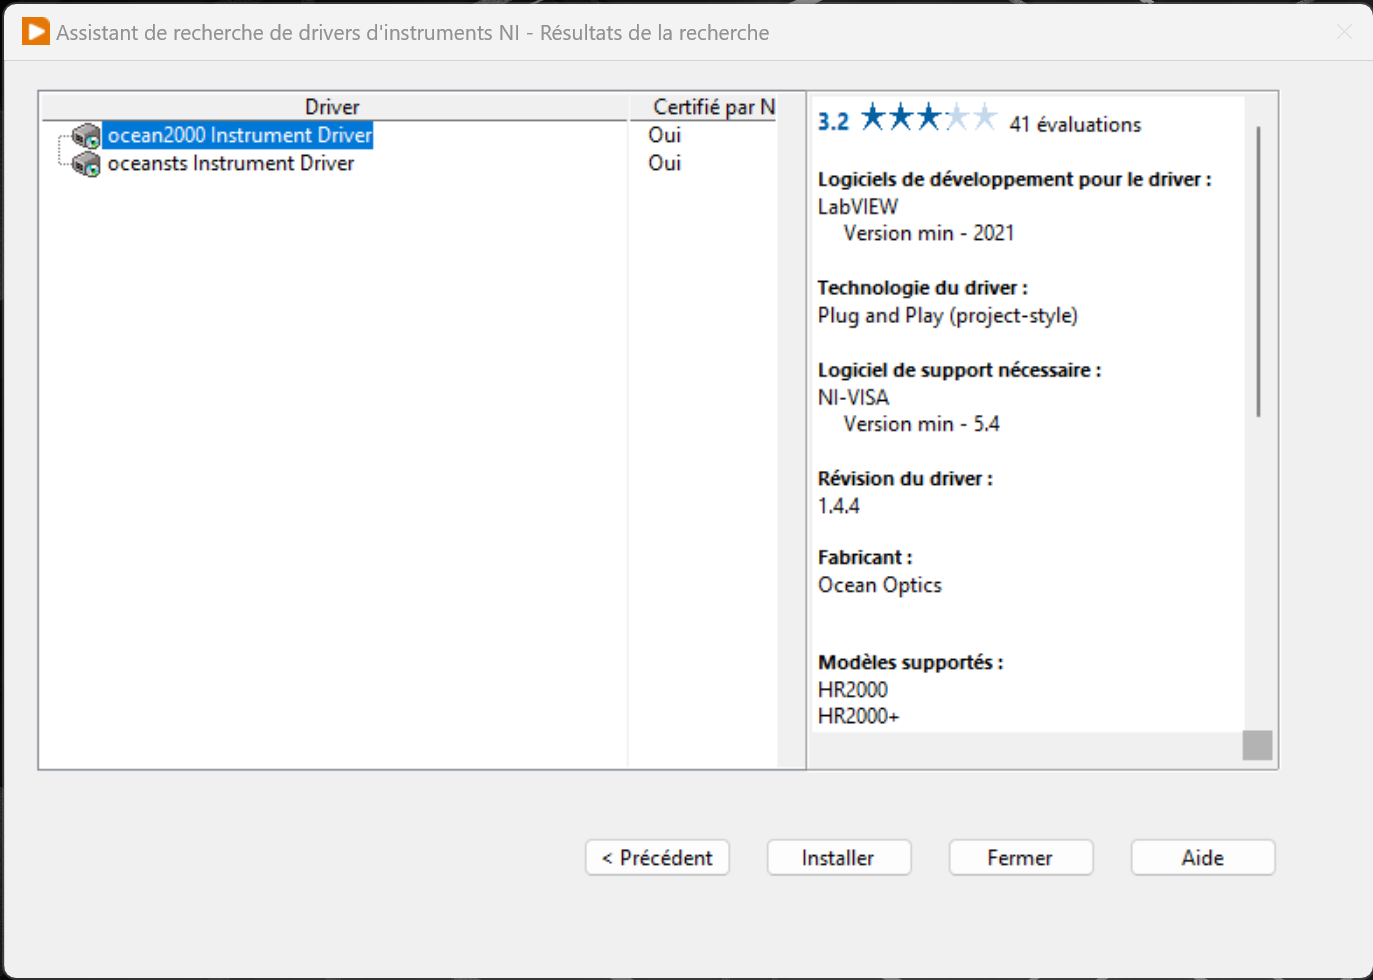 Assistant de recherche de drivers d'instruments NI - Résultats de la recherche
Driver
Certifié par N
ocean2000 Instrument Driver
Oui
oceansts Instrument Driver
Oui
3.2
41 évaluations
Logiciels de développement pour le driver :
LabVIEW
Version min - 2021
Technologie du driver :
Plug and Play (project-style)
Logiciel de support nécessaire :
NI-VISA
Version min - 5.4
Révision du driver :
1.4.4
Fabricant :
Ocean Optics
Modèles supportés :
HR2000
HR2000+
< Précédent
Installer
Fermer
Aide